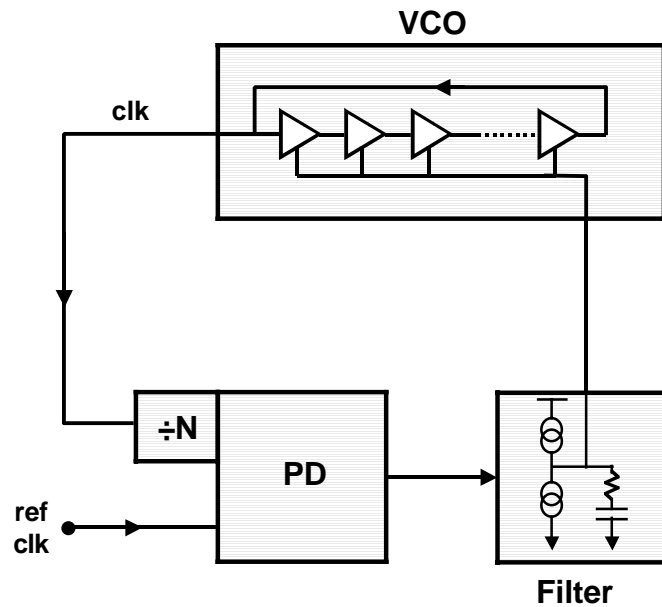 VCO
clk
÷N
PD
ref
clk
Filter